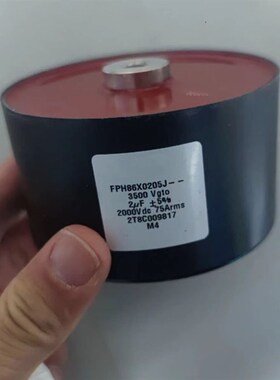 FPH86X0205J--
3500 Vgto
2μF ±5%
2000Vdc 75Arms
2T8C009817
M4